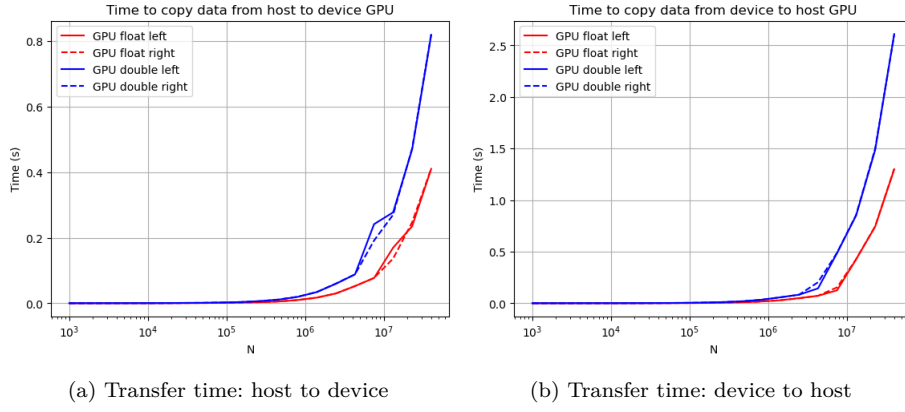 Time to copy data from host to device GPU
GPU float left
GPU float right
GPU double left
GPU double right
0.8
0.6
0.4
0.2
0.0
Time (s)
10³
10⁴
10⁵
10⁶
10⁷
N
(a) Transfer time: host to device
Time to copy data from device to host GPU
GPU float left
GPU float right
GPU double left
GPU double right
2.5
2.0
1.5
1.0
0.5
0.0
Time (s)
10³
10⁴
10⁵
10⁶
10⁷
N
(b) Transfer time: device to host